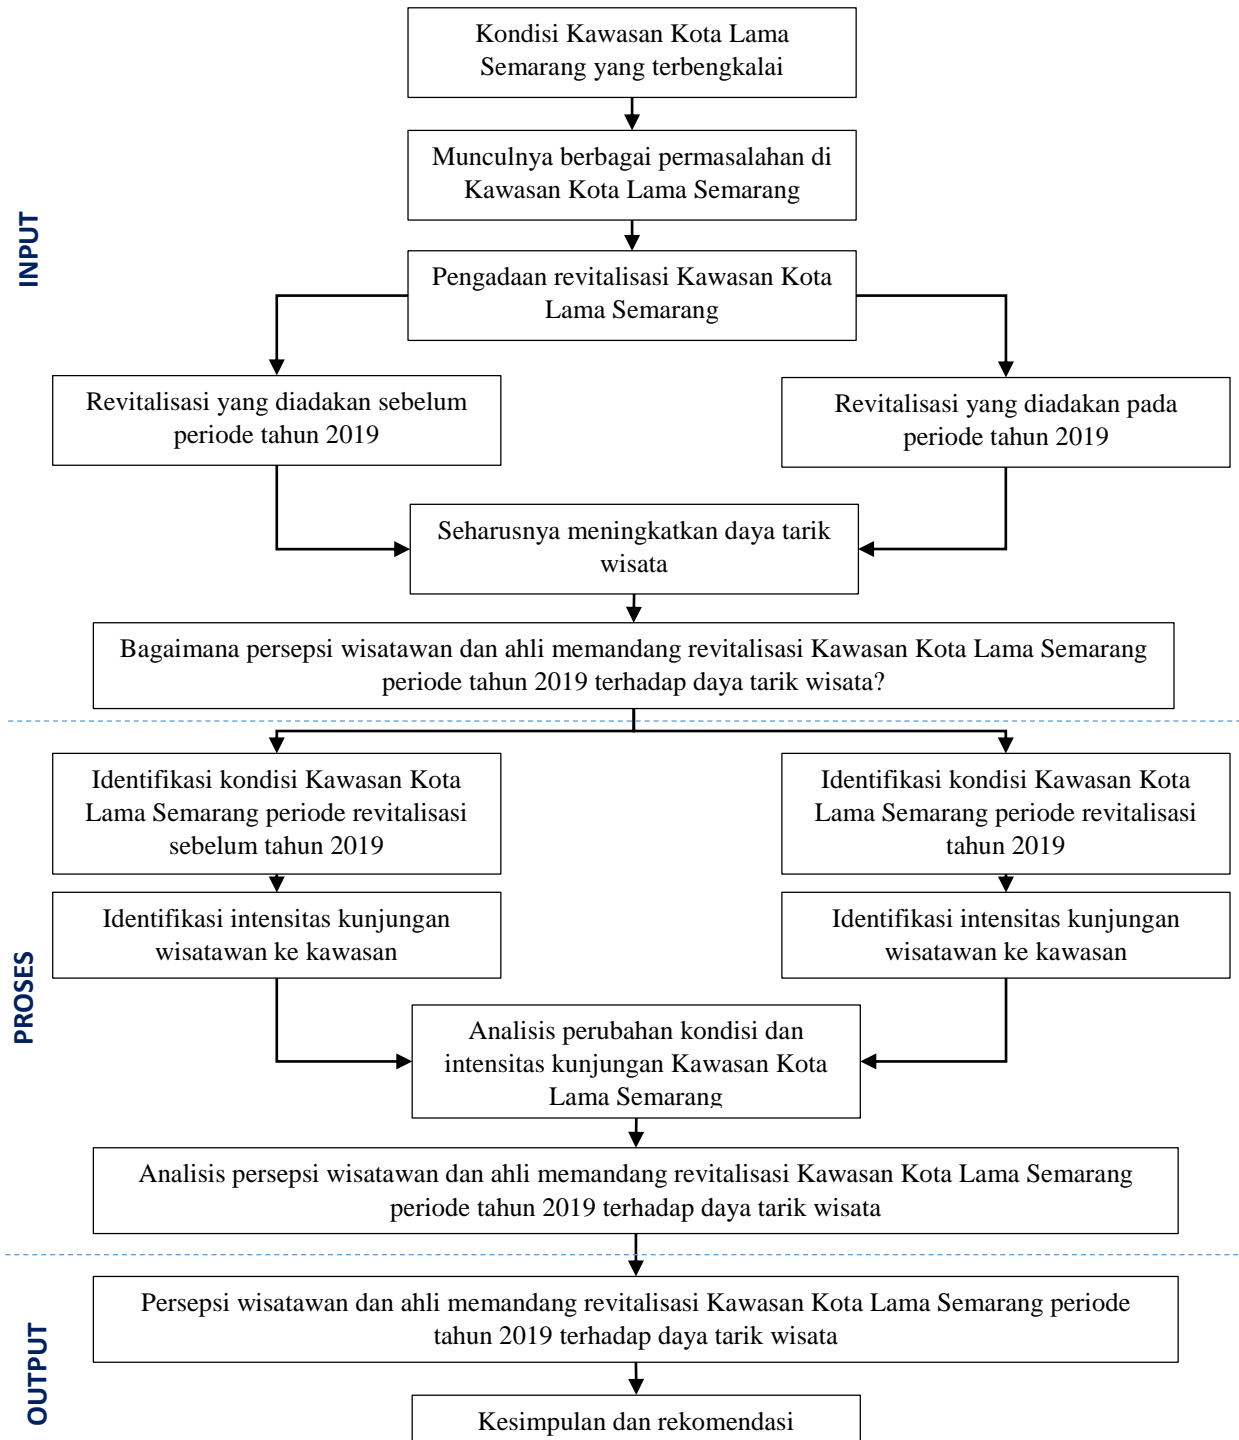 Kondisi Kawasan Kota Lama
Semarang yang terbengkalai
Munculnya berbagai permasalahan di
Kawasan Kota Lama Semarang
INPUT
Pengadaan revitalisasi Kawasan Kota
Lama Semarang
Revitalisasi yang diadakan sebelum
periode tahun 2019
Revitalisasi yang diadakan pada
periode tahun 2019
Seharusnya meningkatkan daya tarik
wisata
Bagaimana persepsi wisatawan dan ahli memandang revitalisasi Kawasan Kota Lama Semarang
periode tahun 2019 terhadap daya tarik wisata?
Identifikasi kondisi Kawasan Kota
Lama Semarang periode revitalisasi
sebelum tahun 2019
Identifikasi kondisi Kawasan Kota
Lama Semarang periode revitalisasi
tahun 2019
Identifikasi intensitas kunjungan
wisatawan ke kawasan
Identifikasi intensitas kunjungan
wisatawan ke kawasan
PROSES
Analisis perubahan kondisi dan
intensitas kunjungan Kawasan Kota
Lama Semarang
Analisis persepsi wisatawan dan ahli memandang revitalisasi Kawasan Kota Lama Semarang
periode tahun 2019 terhadap daya tarik wisata
Persepsi wisatawan dan ahli memandang revitalisasi Kawasan Kota Lama Semarang periode
tahun 2019 terhadap daya tarik wisata
OUTPUT
Kesimpulan dan rekomendasi